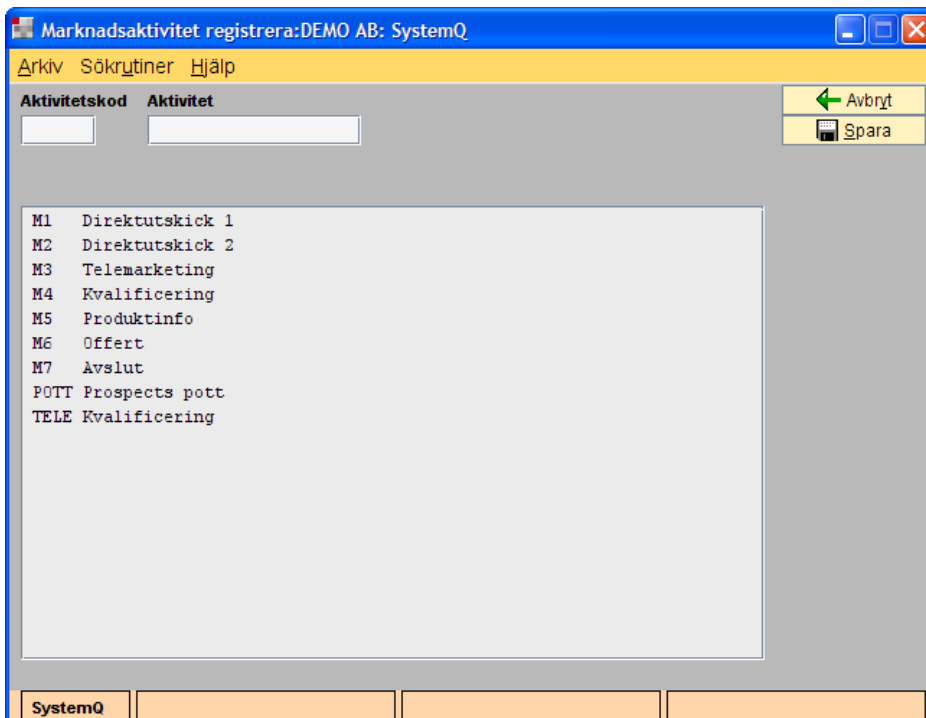 Marknadsaktivitet registrera:DEMO AB: SystemQ
Arkiv Sökrutiner Hjälp
Aktivitetskod Aktivitet
Avbryt
Spara
M1 Direktutskick 1
M2 Direktutskick 2
M3 Telemarketing
M4 Kvalificering
M5 Produktinfo
M6 Offert
M7 Avslut
POTT Prospects pott
TELE Kvalificering
SystemQ